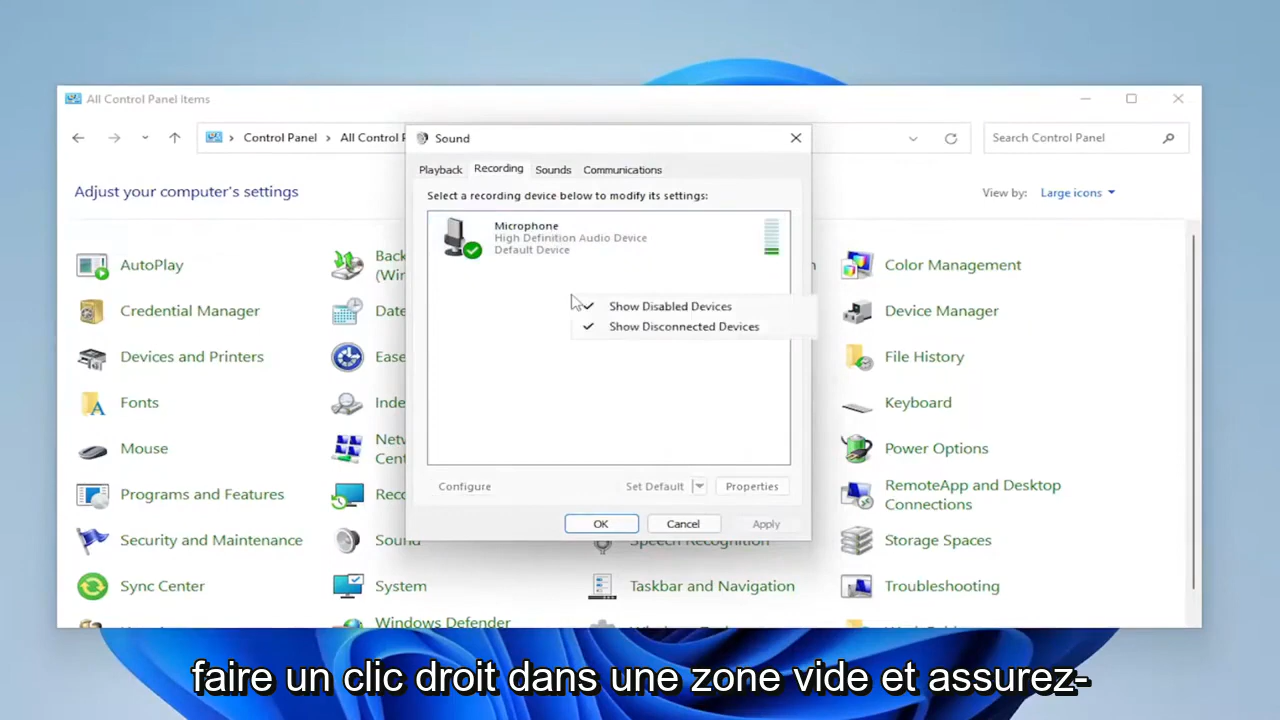 All Control Panel Items
Control Panel > All Control P
Search Control Panel
Adjust your computer's settings
View by: Large icons
Sound
Playback Recording Sounds Communications
Select a recording device below to modify its settings:
Microphone
High Definition Audio Device
Default Device
Show Disabled Devices
Show Disconnected Devices
Configure Set Default Properties
OK Cancel Apply
AutoPlay
Credential Manager
Devices and Printers
Fonts
Mouse
Programs and Features
Security and Maintenance
Sync Center
Back
(Win
Date
Ease
Inde
Net
Cent
Reco
Sound
System
Windows Defender
Speech Recognition
Taskbar and Navigation
Color Management
Device Manager
File History
Keyboard
Power Options
RemoteApp and Desktop
Connections
Storage Spaces
Troubleshooting
faire un clic droit dans une zone vide et assurez-